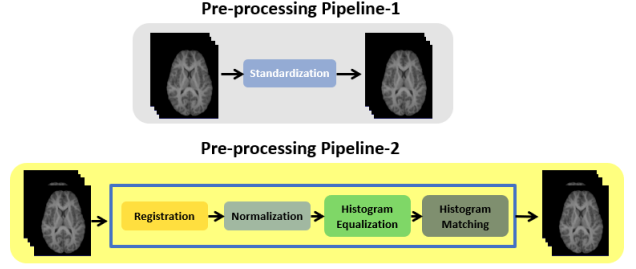 Pre-processing Pipeline-1
Standardization
Pre-processing Pipeline-2
Registration
Normalization
Histogram
Equalization
Histogram
Matching